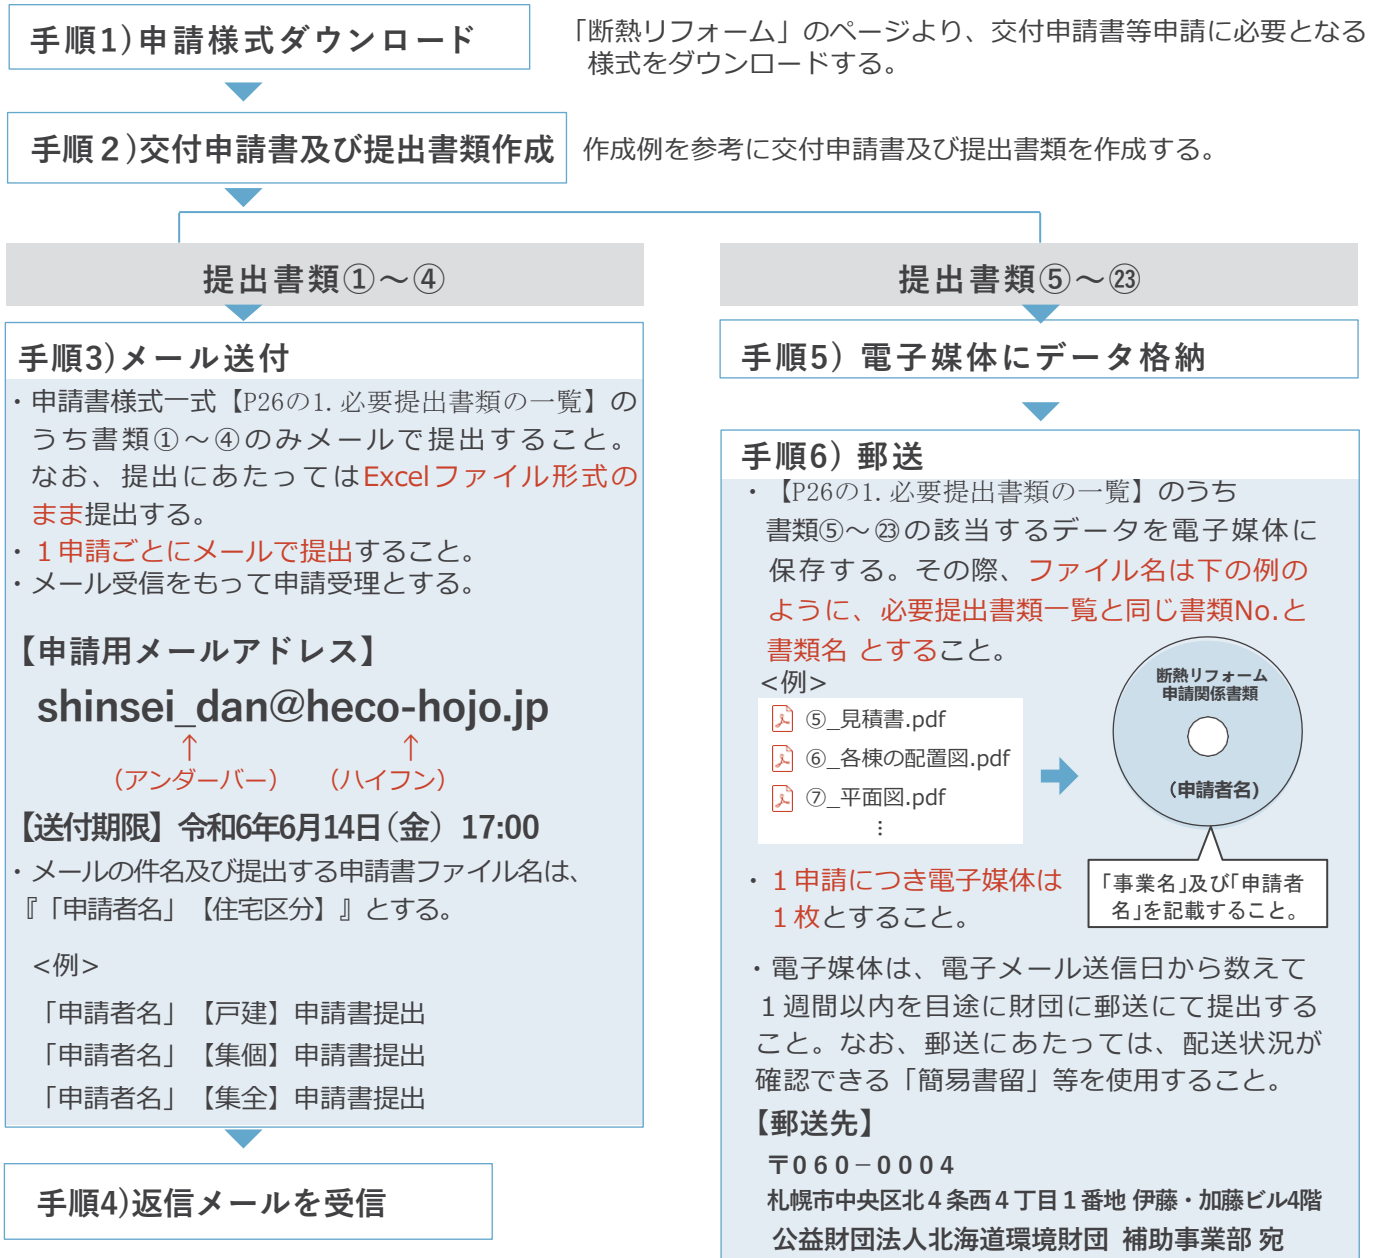 手順1)申請様式ダウンロード
「断熱リフォーム」のページより、交付申請書等申請に必要となる
様式をダウンロードする。
手順２)交付申請書及び提出書類作成
作成例を参考に交付申請書及び提出書類を作成する。
提出書類①～④
手順3)メール送付
・申請書様式一式【P26の1.必要提出書類の一覧】の
うち書類①～④のみメールで提出すること。
なお、提出にあたってはExcelファイル形式の
まま提出する。
・１申請ごとにメールで提出すること。
・メール受信をもって申請受理とする。
【申請用メールアドレス】
shinsei_dan@heco-hojo.jp
↑ ↑
（アンダーバー） （ハイフン）
【送付期限】令和6年6月14日（金）17:00
・メールの件名及び提出する申請書ファイル名は、
『「申請者名」【住宅区分】』とする。
<例>
「申請者名」【戸建】申請書提出
「申請者名」【集個】申請書提出
「申請者名」【集全】申請書提出
手順4)返信メールを受信
提出書類⑤～㉓
手順5）電子媒体にデータ格納
手順6）郵送
・【P26の1.必要提出書類の一覧】のうち
書類⑤～㉓の該当するデータを電子媒体に
保存する。その際、ファイル名は下の例の
ように、必要提出書類一覧と同じ書類No.と
書類名 とすること。
<例>
⑤_見積書.pdf
⑥_各棟の配置図.pdf
⑦_平面図.pdf
⋮
断熱リフォーム
申請関係書類
（申請者名）
「事業名」及び「申請者
名」を記載すること。
・１申請につき電子媒体は
１枚とすること。
・電子媒体は、電子メール送信日から数えて
１週間以内を目途に財団に郵送にて提出する
こと。なお、郵送にあたっては、配送状況が
確認できる「簡易書留」等を使用すること。
【郵送先】
〒０６０－０００４
札幌市中央区北４条西４丁目１番地 伊藤・加藤ビル4階
公益財団法人北海道環境財団 補助事業部 宛